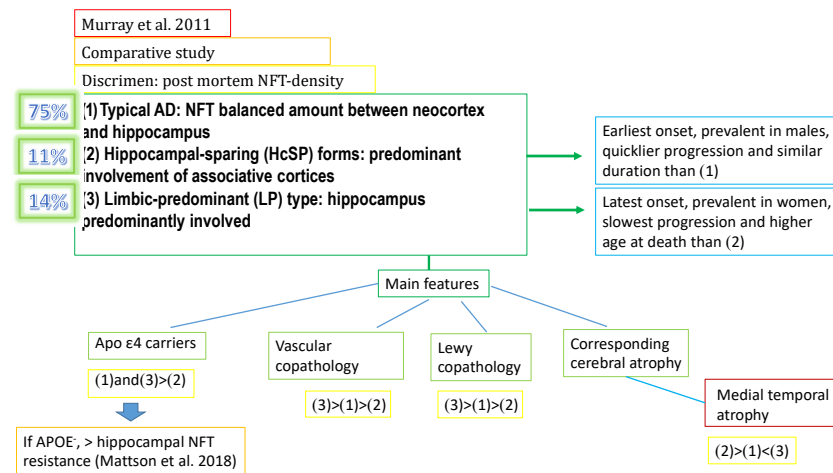 Murray et al. 2011
Comparative study
Discrimen: post mortem NFT-density
75%
(1) Typical AD: NFT balanced amount between neocortex
and hippocampus
11%
(2) Hippocampal-sparing (HcSP) forms: predominant
involvement of associative cortices
14%
(3) Limbic-predominant (LP) type: hippocampus
predominantly involved
Earliest onset, prevalent in males,
quicklier progression and similar
duration than (1)
Latest onset, prevalent in women,
slowest progression and higher
age at death than (2)
Main features
Apo ε4 carriers
(1)and(3)>(2)
If APOE⁻, > hippocampal NFT
resistance (Mattson et al. 2018)
Vascular
copathology
(3)>(1)>(2)
Lewy
copathology
(3)>(1)>(2)
Corresponding
cerebral atrophy
Medial temporal
atrophy
(2)>(1)<(3)